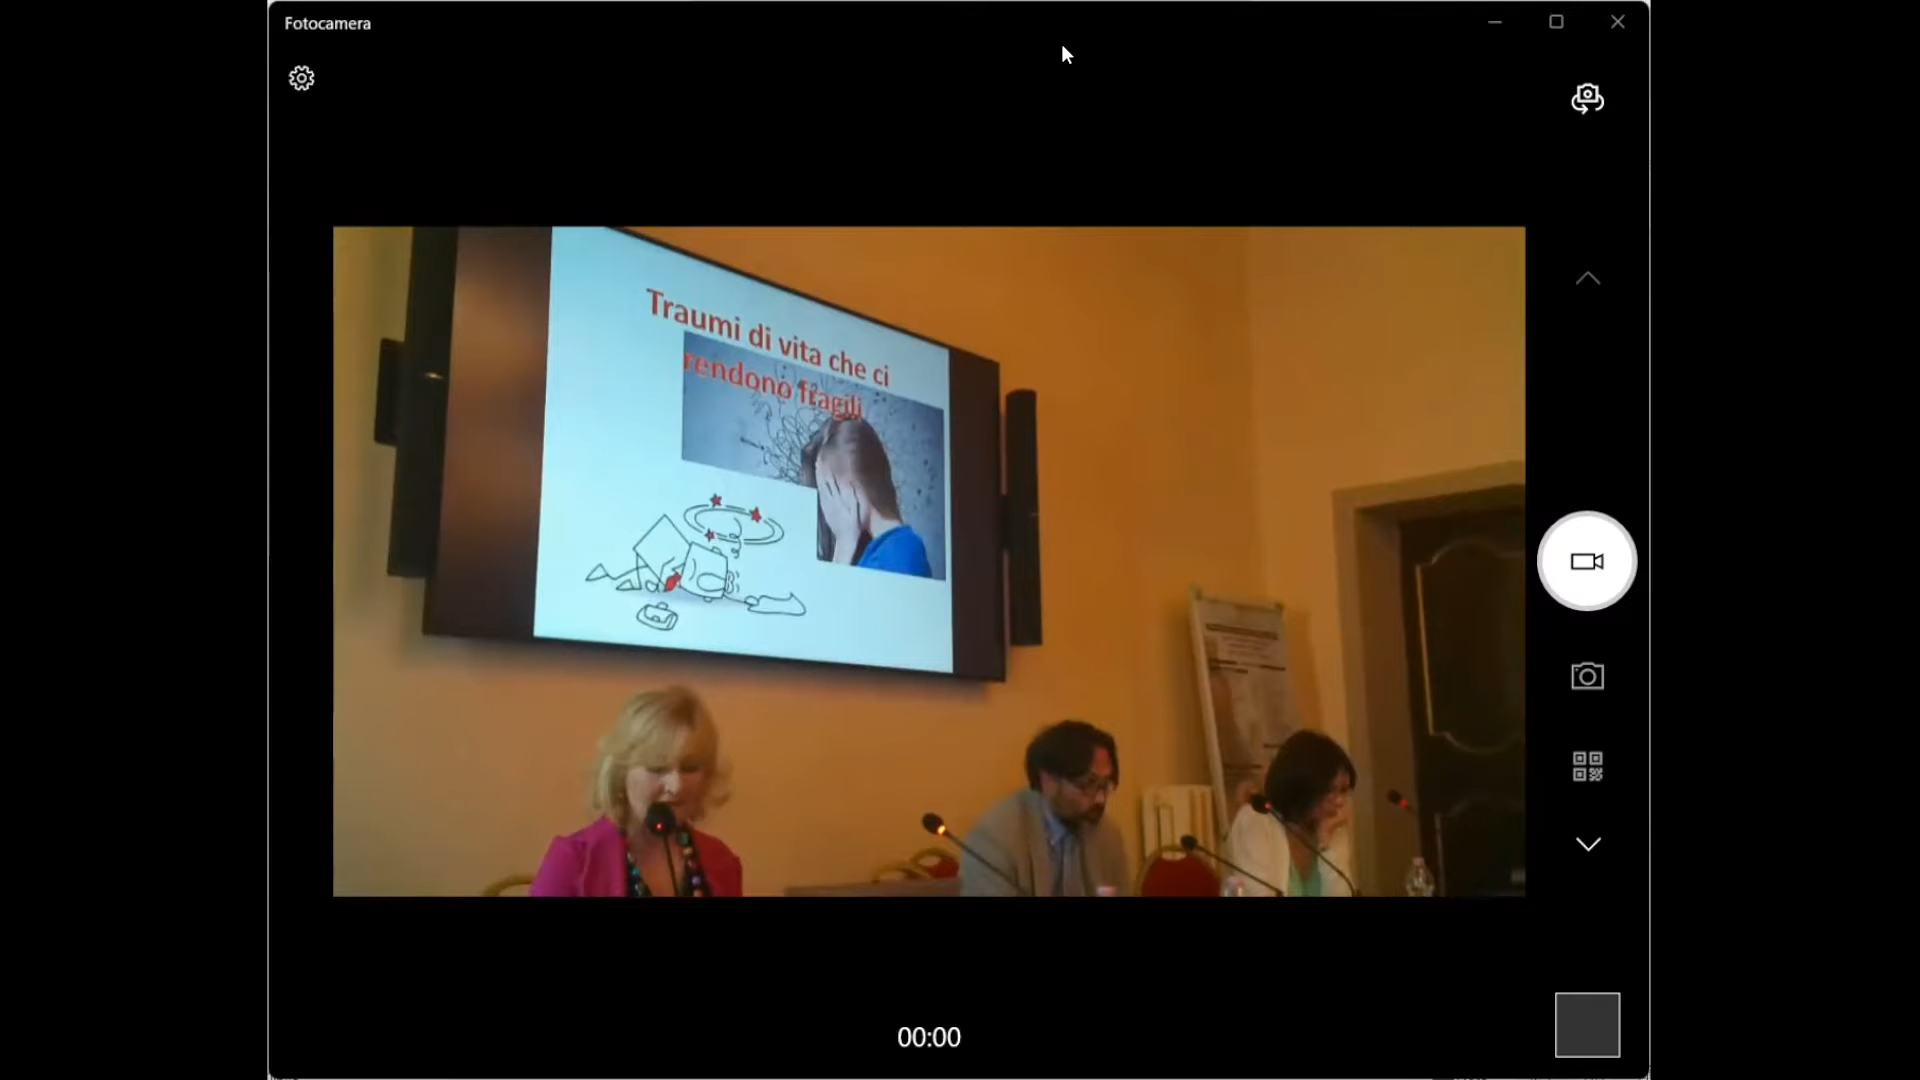 Fotocamera
Traumi di vita che ci
rendono fragili
00:00